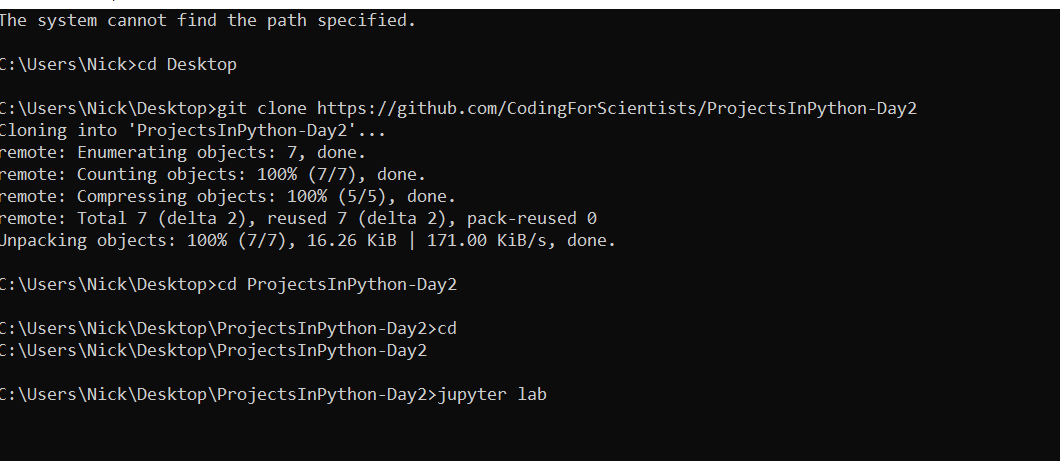 The system cannot find the path specified.
C:\Users\Nick>cd Desktop
C:\Users\Nick\Desktop>git clone https://github.com/CodingForScientists/ProjectsInPython-Day2
Cloning into 'ProjectsInPython-Day2'...
remote: Enumerating objects: 7, done.
remote: Counting objects: 100% (7/7), done.
remote: Compressing objects: 100% (5/5), done.
remote: Total 7 (delta 2), reused 7 (delta 2), pack-reused 0
Unpacking objects: 100% (7/7), 16.26 KiB | 171.00 KiB/s, done.
C:\Users\Nick\Desktop>cd ProjectsInPython-Day2
C:\Users\Nick\Desktop\ProjectsInPython-Day2>cd
C:\Users\Nick\Desktop\ProjectsInPython-Day2
C:\Users\Nick\Desktop\ProjectsInPython-Day2>jupyter lab